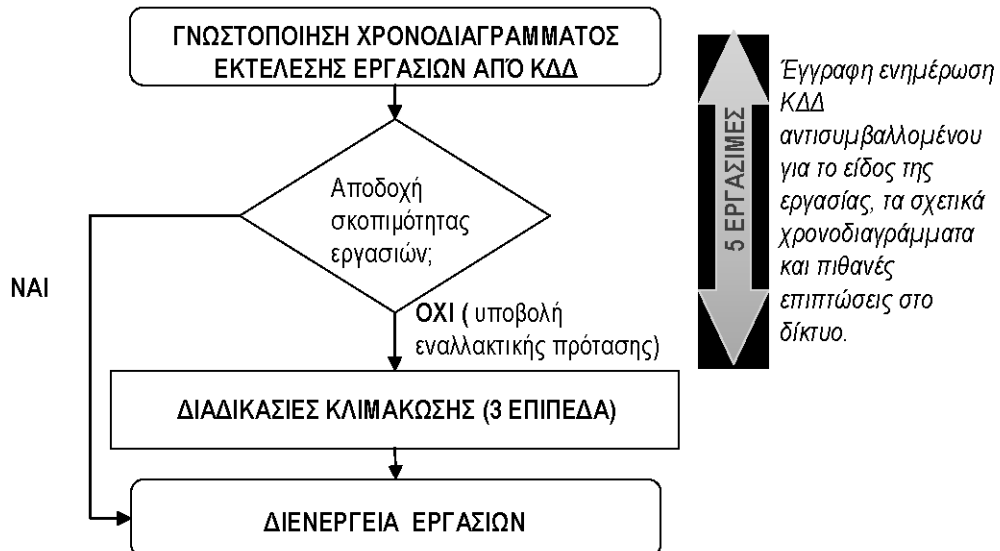 ΓΝΩΣΤΟΠΟΙΗΣΗ ΧΡΟΝΟΔΙΑΓΡΑΜΜΑΤΟΣ
ΕΚΤΕΛΕΣΗΣ ΕΡΓΑΣΙΩΝ ΑΠΌ ΚΔΔ
Αποδοχή
σκοπιμότητας
εργασιών;
ΝΑΙ
ΟΧΙ ( υποβολή
εναλλακτικής πρότασης)
ΔΙΑΔΙΚΑΣΙΕΣ ΚΛΙΜΑΚΩΣΗΣ (3 ΕΠΙΠΕΔΑ)
ΔΙΕΝΕΡΓΕΙΑ ΕΡΓΑΣΙΩΝ
5 ΕΡΓΑΣΙΜΕΣ
Έγγραφη ενημέρωση
ΚΔΔ
αντισυμβαλλομένου
για το είδος της
εργασίας, τα σχετικά
χρονοδιαγράμματα
και πιθανές
επιπτώσεις στο
δίκτυο.